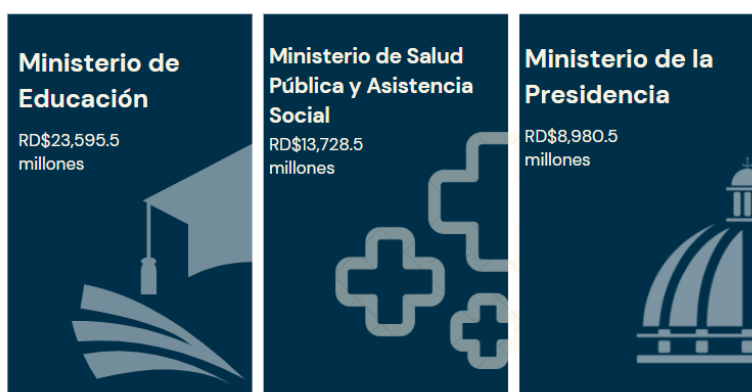 Ministerio de
Educación
RD$23,595.5
millones
Ministerio de Salud
Pública y Asistencia
Social
RD$13,728.5
millones
Ministerio de la
Presidencia
RD$8,980.5
millones